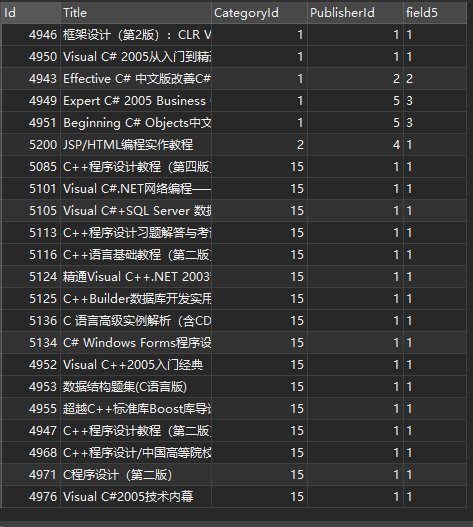 Id Title CategoryId PublisherId field5
4946 框架设计（第2版）: CLR V 1 1 1
4950 Visual C# 2005从入门到精通 1 1 1
4943 Effective C# 中文版改善C# 1 2 2
4949 Expert C# 2005 Business 1 5 3
4951 Beginning C# Objects中文 1 5 3
5200 JSP/HTML编程实作教程 2 4 1
5085 C++程序设计教程（第四版 15 1 1
5101 Visual C#.NET网络编程—— 15 1 1
5105 Visual C#+SQL Server 数据 15 1 1
5113 C++程序设计习题解答与考试 15 1 1
5116 C++语言基础教程（第二版 15 1 1
5124 精通Visual C++.NET 2003 15 1 1
5125 C++Builder数据库开发实用 15 1 1
5136 C 语言高级实例解析（含CD 15 1 1
5134 C# Windows Forms程序设 15 1 1
4952 Visual C++2005入门经典 15 1 1
4953 数据结构题集(C语言版) 15 1 1
4955 超越C++标准库Boost库导 15 1 1
4947 C++程序设计教程（第二版 15 1 1
4968 C++程序设计/中国高等院校 15 1 1
4971 C程序设计（第二版） 15 1 1
4976 Visual C#2005技术内幕 15 1 1